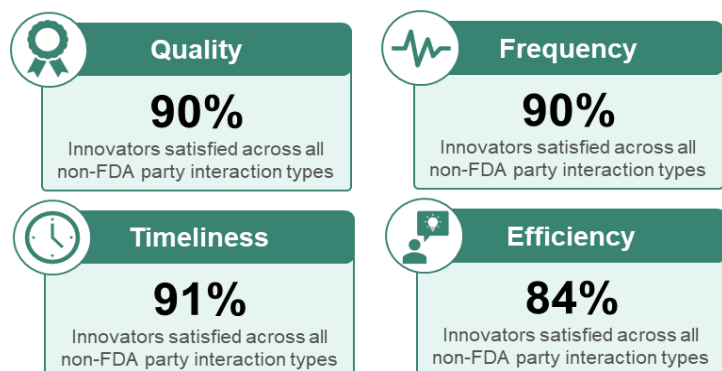 Quality
90%
Innovators satisfied across all
non-FDA party interaction types
Frequency
90%
Innovators satisfied across all
non-FDA party interaction types
Timeliness
91%
Innovators satisfied across all
non-FDA party interaction types
Efficiency
84%
Innovators satisfied across all
non-FDA party interaction types